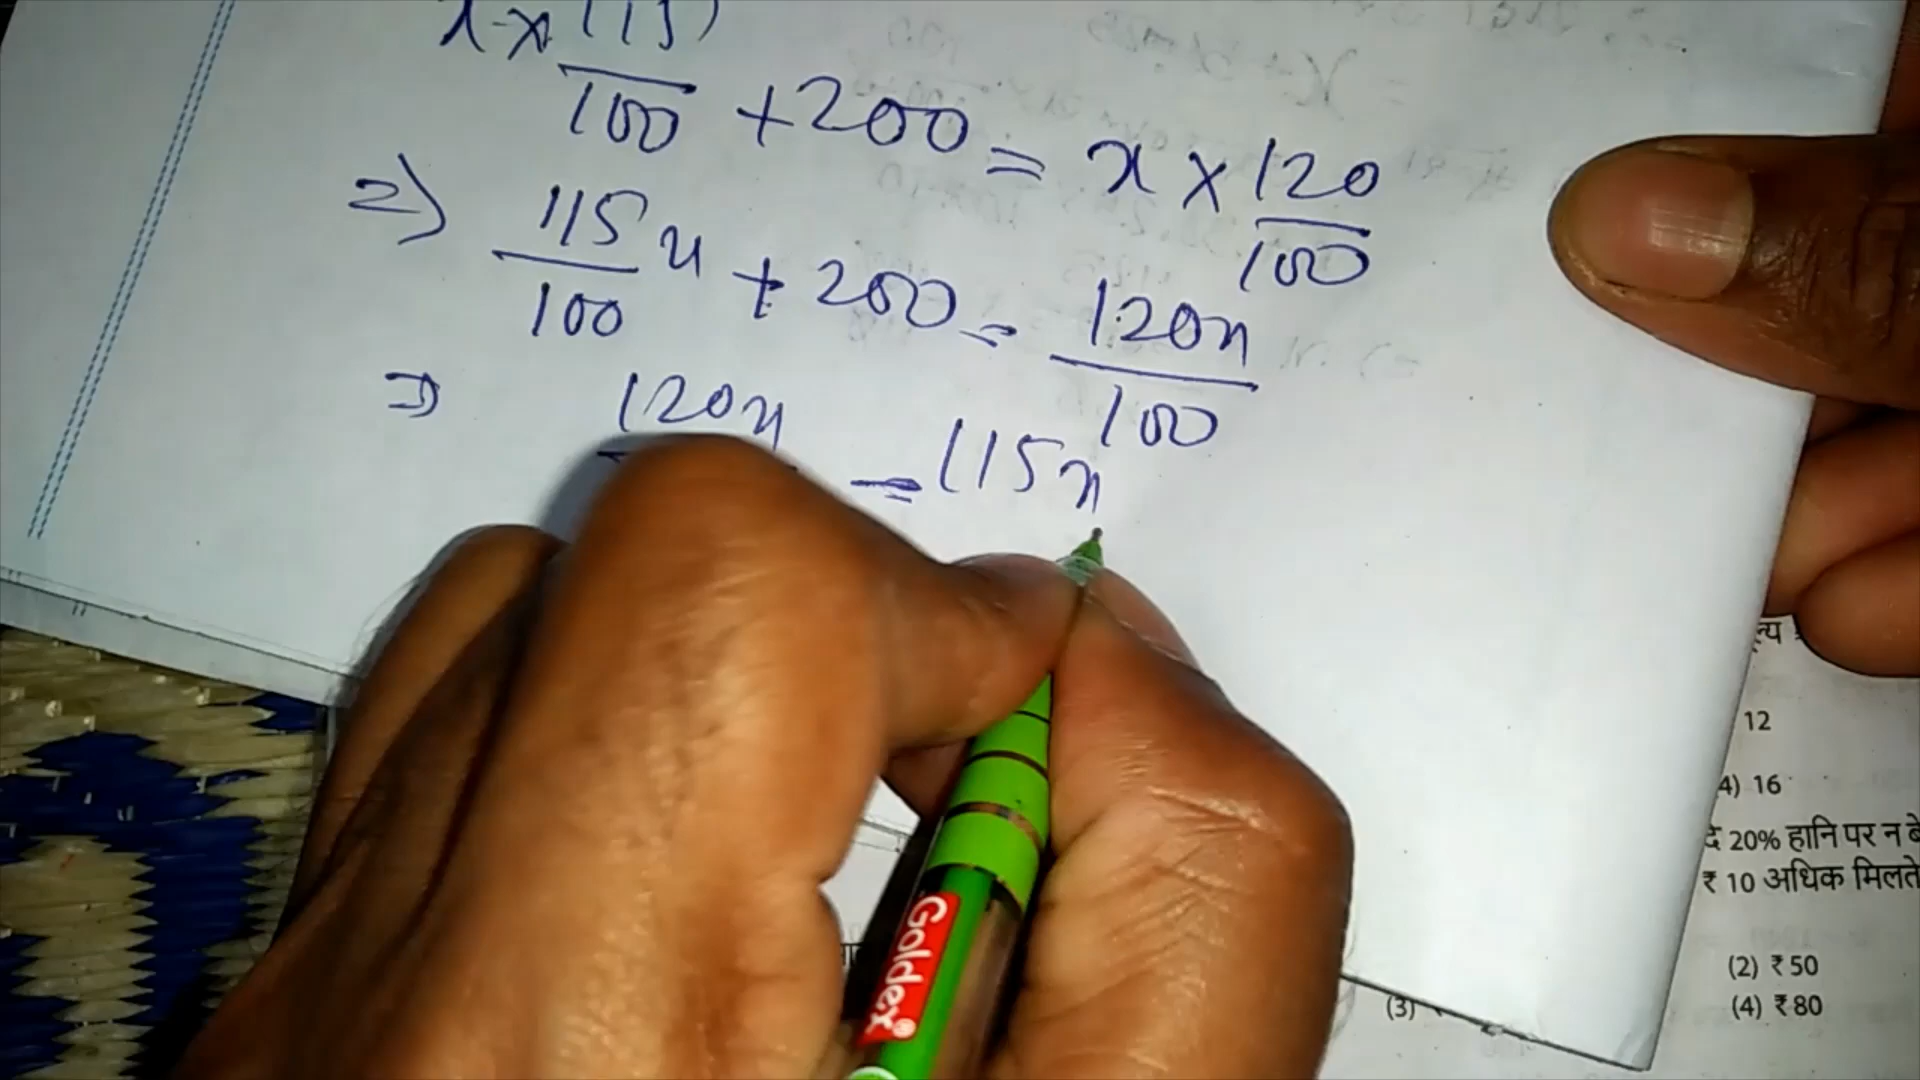 x × 115
100 + 200 = x × 120
100
⇒ 115 x + 200 = 120x
100
100
⇒ 120x - 115x
12
4) 16
20% हानि पर न
₹ 10 अधिक मिलते
(2) ₹ 50
(3)
(4) ₹ 80
Goldex